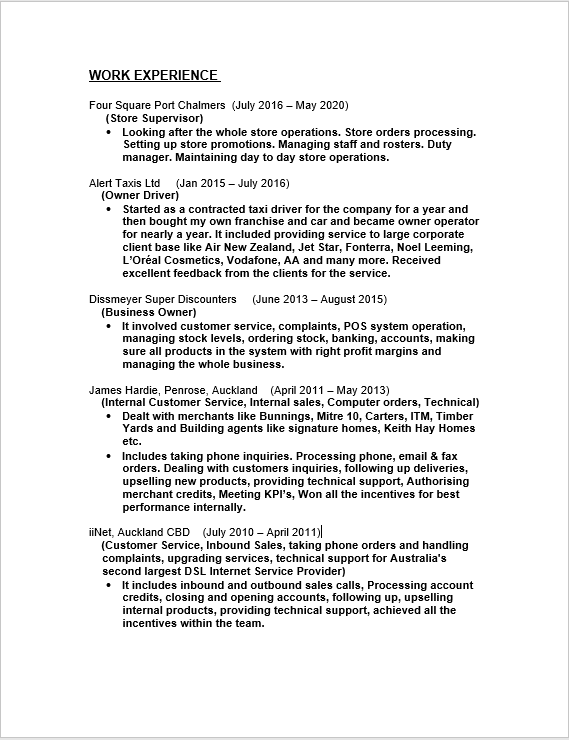 WORK EXPERIENCE
Four Square Port Chalmers (July 2016 – May 2020)
(Store Supervisor)
• Looking after the whole store operations. Store orders processing.
Setting up store promotions. Managing staff and rosters. Duty
manager. Maintaining day to day store operations.
Alert Taxis Ltd (Jan 2015 – July 2016)
(Owner Driver)
• Started as a contracted taxi driver for the company for a year and
then bought my own franchise and car and became owner operator
for nearly a year. It included providing service to large corporate
client base like Air New Zealand, Jet Star, Fonterra, Noel Leeming,
L'Oréal Cosmetics, Vodafone, AA and many more. Received
excellent feedback from the clients for the service.
Dissmeyer Super Discounters (June 2013 – August 2015)
(Business Owner)
• It involved customer service, complaints, POS system operation,
managing stock levels, ordering stock, banking, accounts, making
sure all products in the system with right profit margins and
managing the whole business.
James Hardie, Penrose, Auckland (April 2011 – May 2013)
(Internal Customer Service, Internal sales, Computer orders, Technical)
• Dealt with merchants like Bunnings, Mitre 10, Carters, ITM, Timber
Yards and Building agents like signature homes, Keith Hay Homes
etc.
• Includes taking phone inquiries. Processing phone, email & fax
orders. Dealing with customers inquiries, following up deliveries,
upselling new products, providing technical support, Authorising
merchant credits, Meeting KPI's, Won all the incentives for best
performance internally.
iiNet, Auckland CBD (July 2010 – April 2011)
(Customer Service, Inbound Sales, taking phone orders and handling
complaints, upgrading services, technical support for Australia's
second largest DSL Internet Service Provider)
• It includes inbound and outbound sales calls, Processing account
credits, closing and opening accounts, following up, upselling
internal products, providing technical support, achieved all the
incentives within the team.